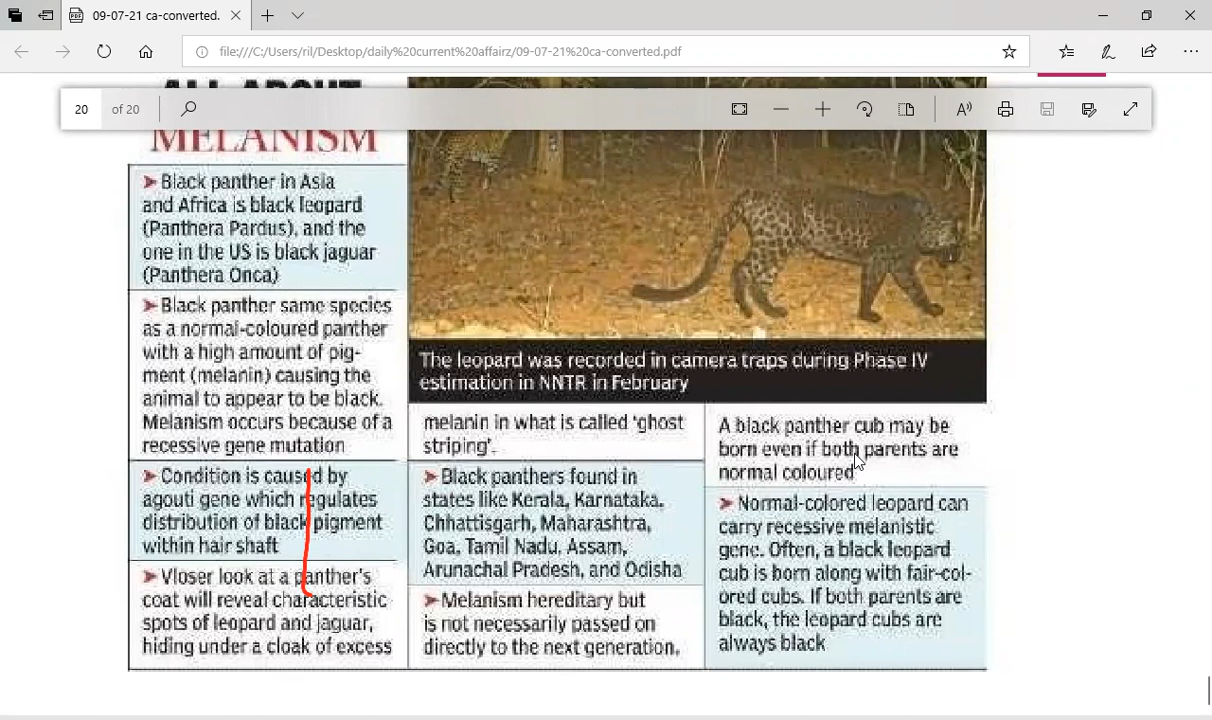 09-07-21 ca-converted.
file:///C:/Users/ril/Desktop/daily%20current%20affairz/09-07-21%20ca-converted.pdf
20 of 20
ALL ABOUT
MELANISM
➤ Black panther in Asia
and Africa is black leopard
(Panthera Pardus), and the
one in the US is black jaguar
(Panthera Onca)
➤ Black panther same species
as a normal-coloured panther
with a high amount of pig-
ment (melanin) causing the
animal to appear to be black.
Melanism occurs because of a
recessive gene mutation
➤ Condition is caused by
agouti gene which regulates
distribution of black pigment
within hair shaft
➤ Vloser look at a panther's
coat will reveal characteristic
spots of leopard and jaguar,
hiding under a cloak of excess
The leopard was recorded in camera traps during Phase IV
estimation in NNTR in February
melanin in what is called 'ghost
striping'.
➤ Black panthers found in
states like Kerala, Karnataka,
Chhattisgarh, Maharashtra,
Goa, Tamil Nadu, Assam,
Arunachal Pradesh, and Odisha
➤ Melanism hereditary but
is not necessarily passed on
directly to the next generation.
A black panther cub may be
born even if both parents are
normal coloured
➤ Normal-colored leopard can
carry recessive melanistic
gene. Often, a black leopard
cub is born along with fair-col-
ored cubs. If both parents are
black, the leopard cubs are
always black